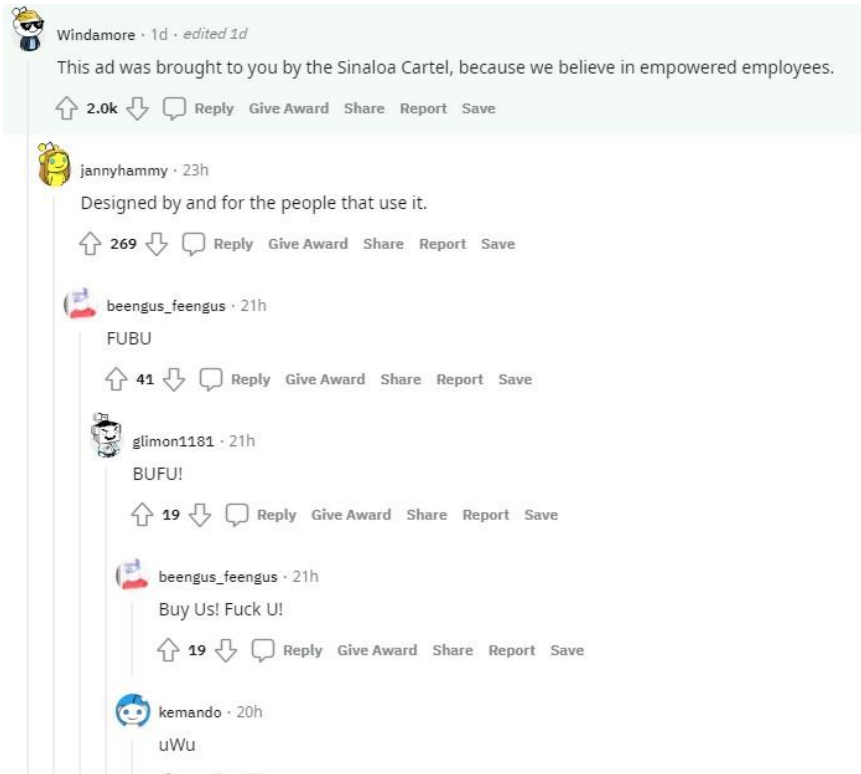 Windamore · 1d · edited 1d
This ad was brought to you by the Sinaloa Cartel, because we believe in empowered employees.
2.0k Reply Give Award Share Report Save
jannyhammy · 23h
Designed by and for the people that use it.
269 Reply Give Award Share Report Save
beengus_feengus · 21h
FUBU
41 Reply Give Award Share Report Save
glimon1181 · 21h
BUFU!
19 Reply Give Award Share Report Save
beengus_feengus · 21h
Buy Us! Fuck U!
19 Reply Give Award Share Report Save
kemando · 20h
uWu